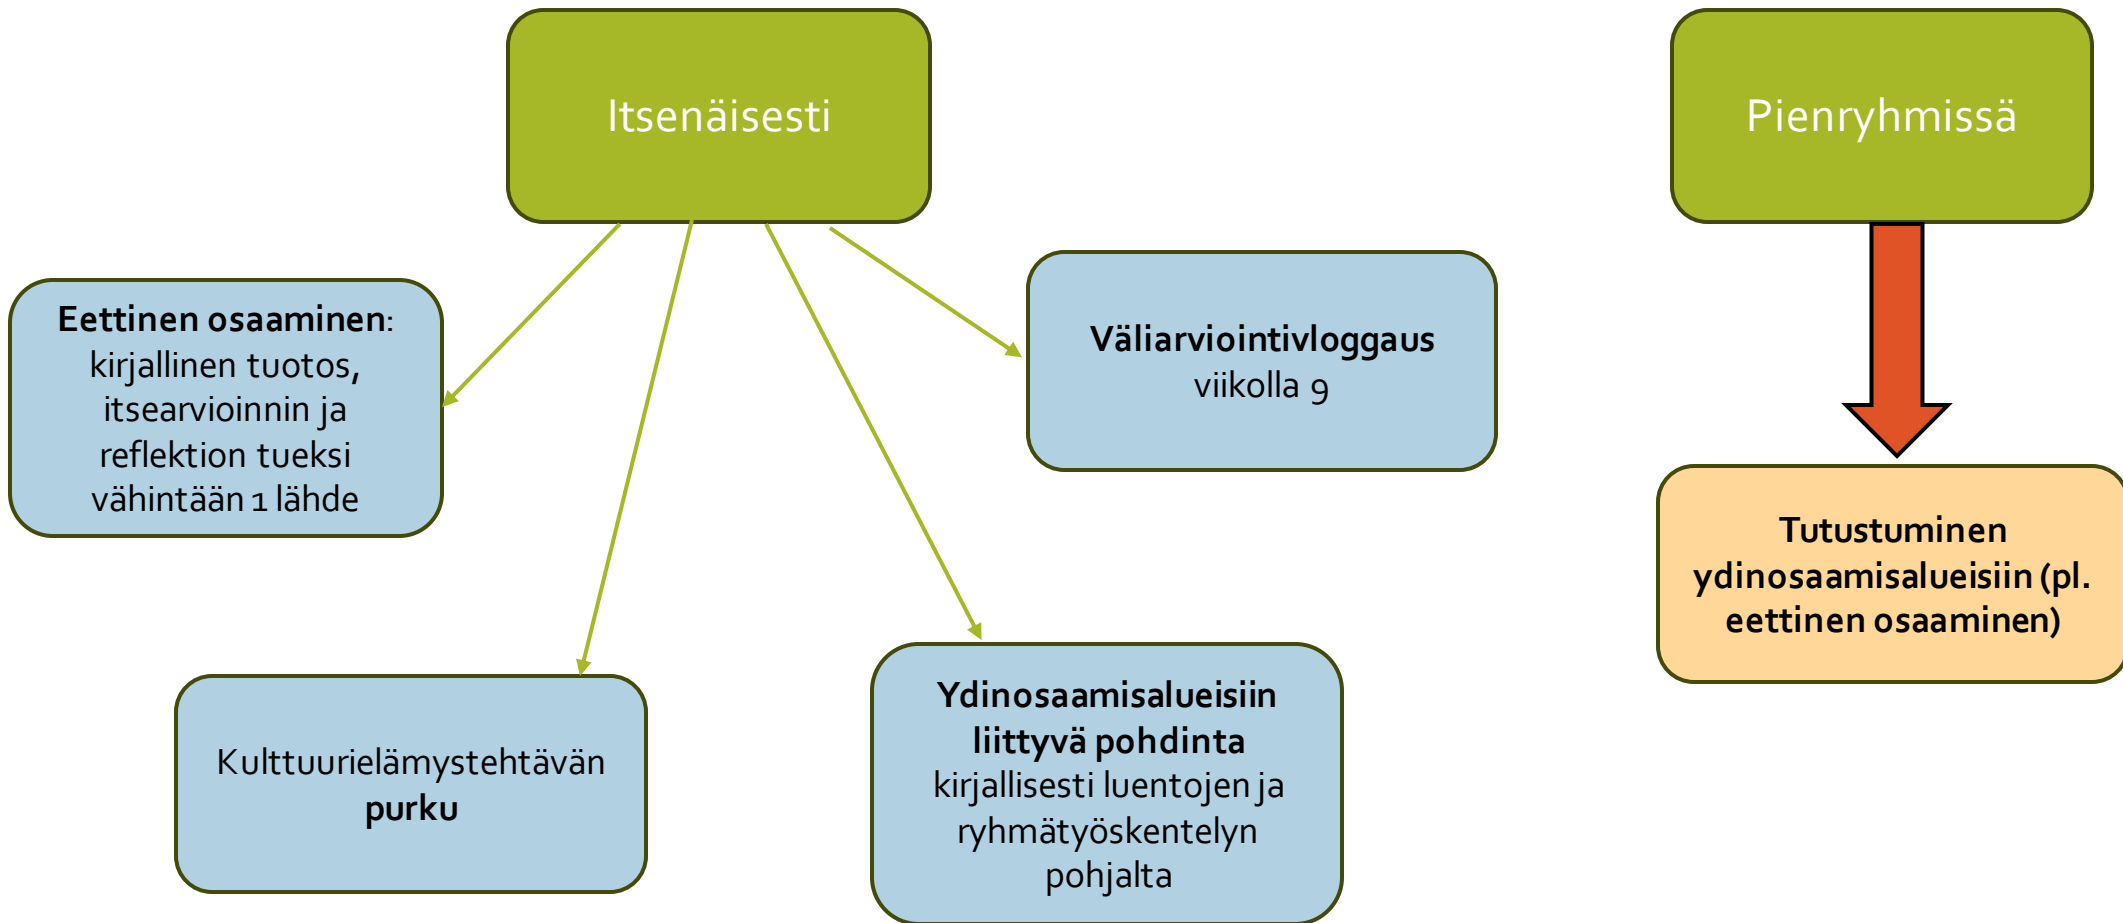 Itsenäisesti
Pienryhmissä
Eettinen osaaminen:
kirjallinen tuotos,
itsearvioinnin ja
reflektion tueksi
vähintään 1 lähde
Väliarviointivloggaus
viikolla 9
Tutustuminen
ydinosaamisalueisiin (pl.
eettinen osaaminen)
Kulttuurielämystehtävän
purku
Ydinosaamisalueisiin
liittyvä pohdinta
kirjallisesti luentojen ja
ryhmätyöskentelyn
pohjalta